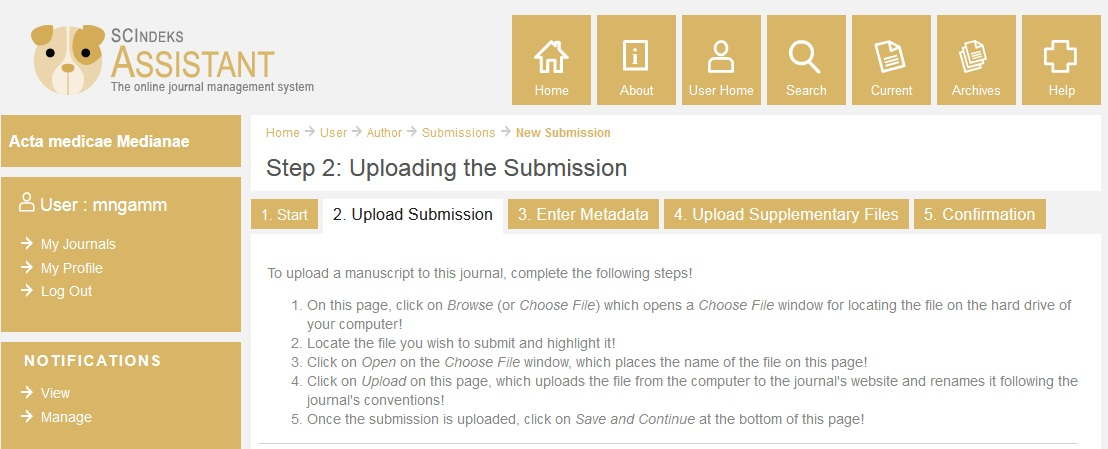 SCINDEKS
ASSISTANT
The online journal management system
Home
About
User Home
Search
Current
Archives
Help
Acta medicae Medianae
User : mngamm
My Journals
My Profile
Log Out
NOTIFICATIONS
View
Manage
Home → User → Author → Submissions → New Submission
Step 2: Uploading the Submission
1. Start
2. Upload Submission
3. Enter Metadata
4. Upload Supplementary Files
5. Confirmation
To upload a manuscript to this journal, complete the following steps!
1. On this page, click on Browse (or Choose File) which opens a Choose File window for locating the file on the hard drive of
your computer!
2. Locate the file you wish to submit and highlight it!
3. Click on Open on the Choose File window, which places the name of the file on this page!
4. Click on Upload on this page, which uploads the file from the computer to the journal's website and renames it following the
journal's conventions!
5. Once the submission is uploaded, click on Save and Continue at the bottom of this page!